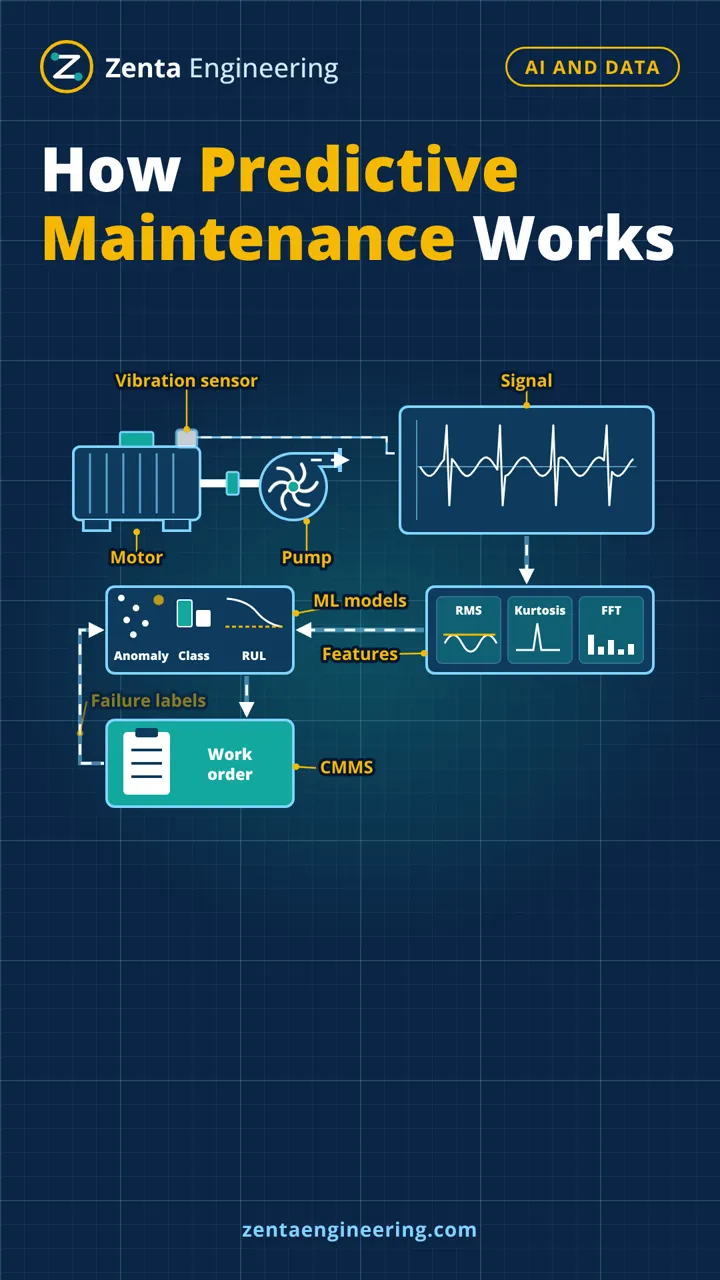 Zenta Engineering
AI AND DATA
How Predictive
Maintenance Works
Vibration sensor
Signal
Motor
Pump
ML models
RMS
Kurtosis
FFT
Anomaly
Class
RUL
Features
Failure labels
Work
order
CMMS
zentaengineering.com